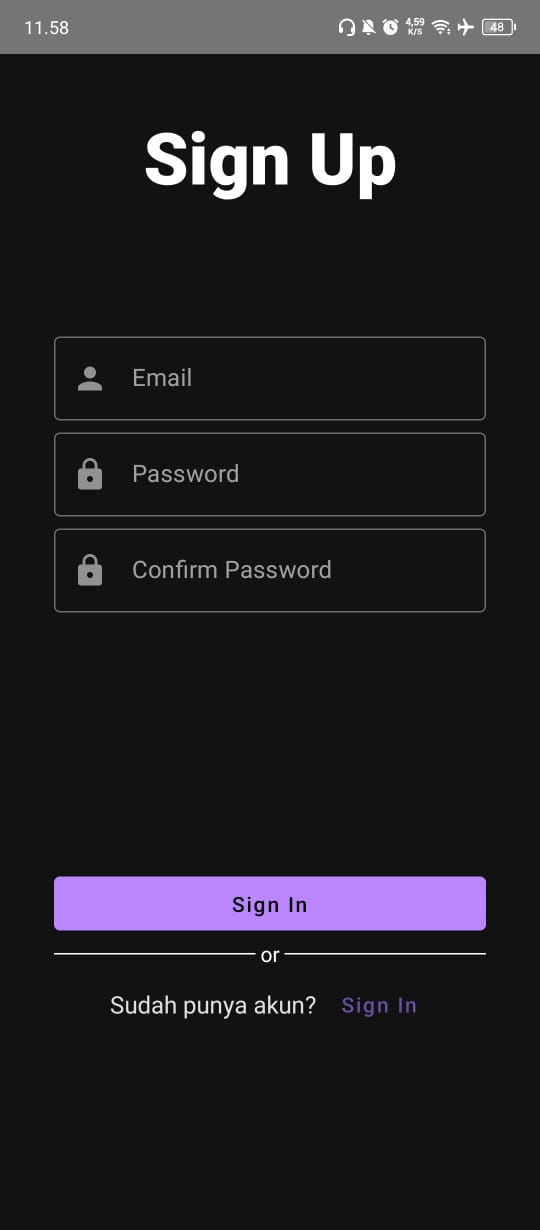 11.58
4,59
K/S
48
Sign Up
Email
Password
Confirm Password
Sign In
or
Sudah punya akun? Sign In